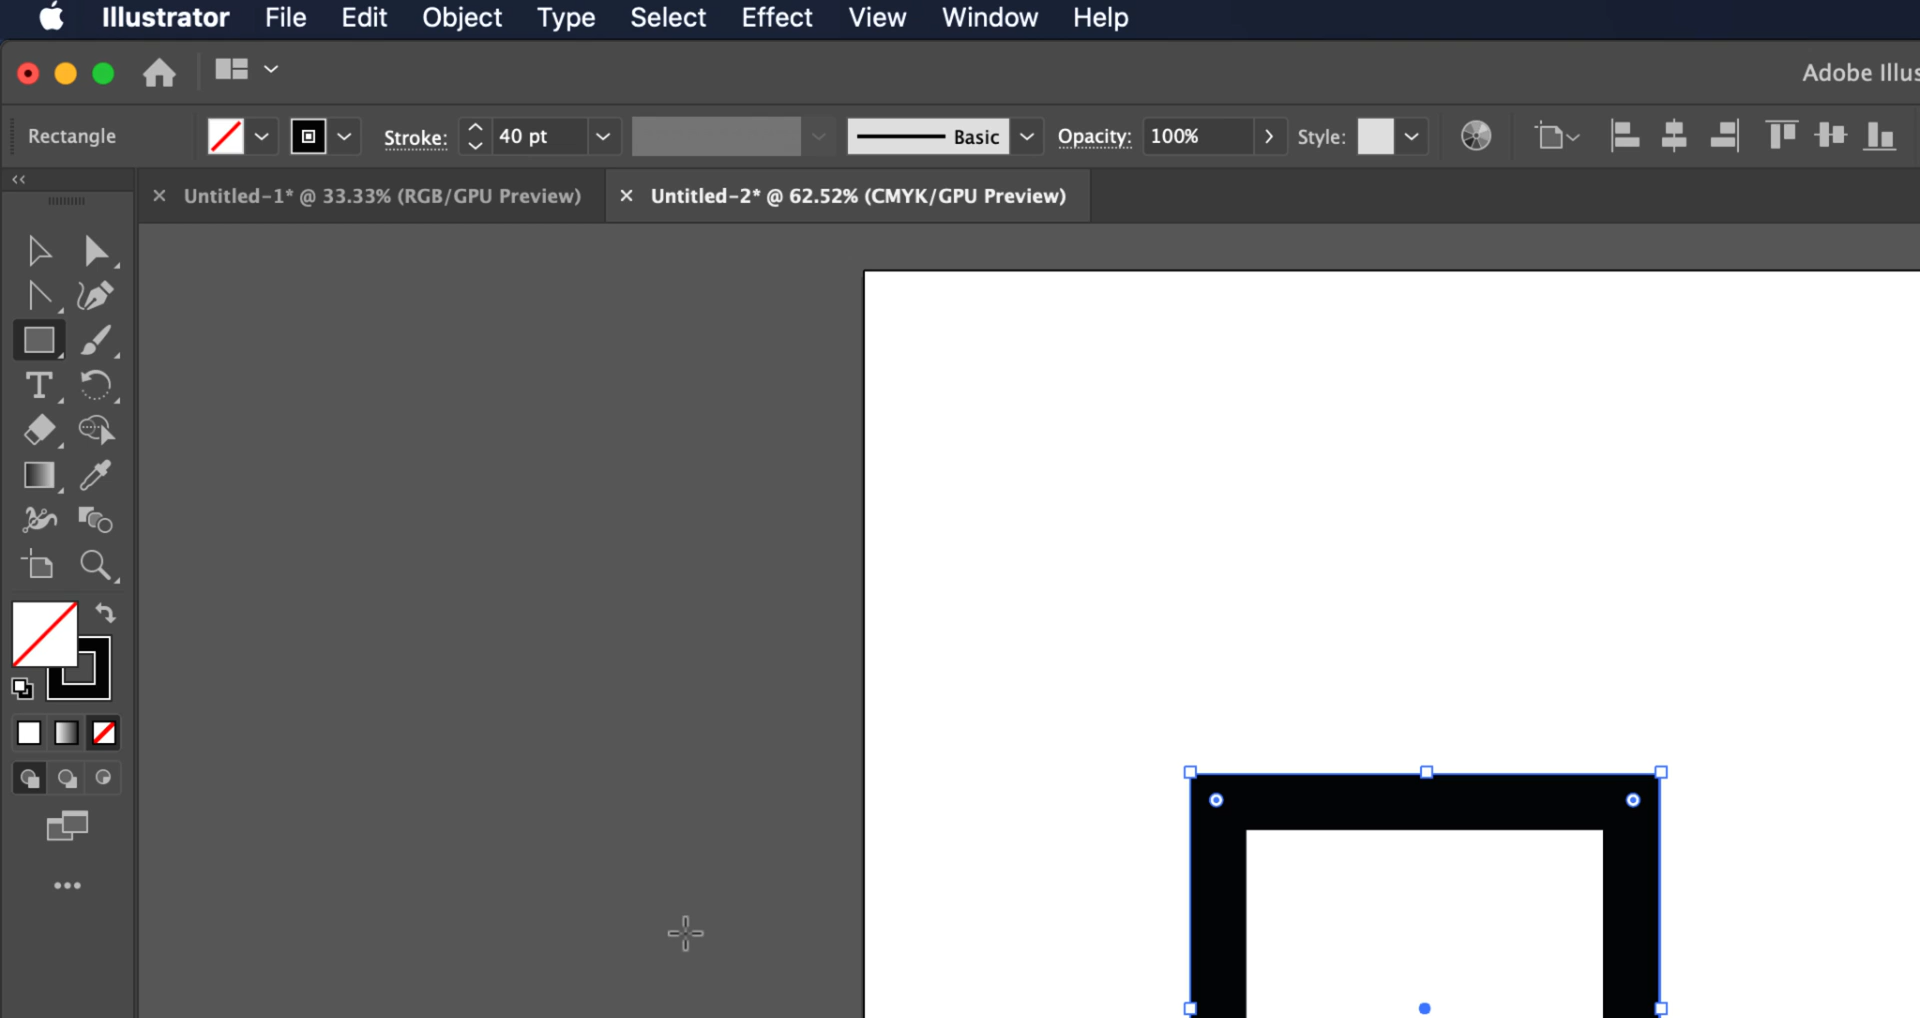 Illustrator File Edit Object Type Select Effect View Window Help
Adobe Illus
Rectangle Stroke: 40 pt Basic Opacity: 100% Style:
Untitled-1* @ 33.33% (RGB/GPU Preview) Untitled-2* @ 62.52% (CMYK/GPU Preview)